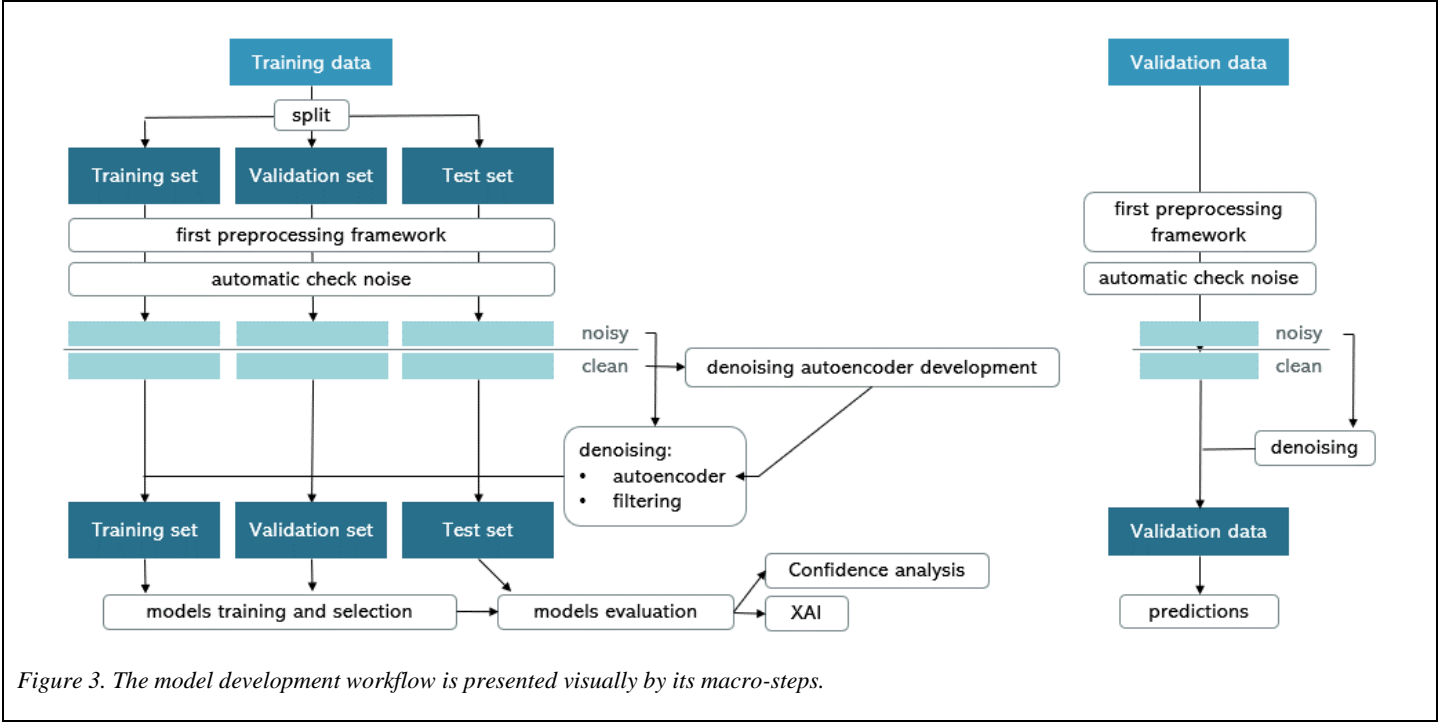 Training data
Validation data
split
Training set
Validation set
Test set
first preprocessing framework
first preprocessing
framework
automatic check noise
automatic check noise
noisy
clean
noisy
clean
denoising autoencoder development
denoising:
• autoencoder
• filtering
denoising
Training set
Validation set
Test set
Validation data
Confidence analysis
models training and selection
models evaluation
XAI
predictions
Figure 3. The model development workflow is presented visually by its macro-steps.